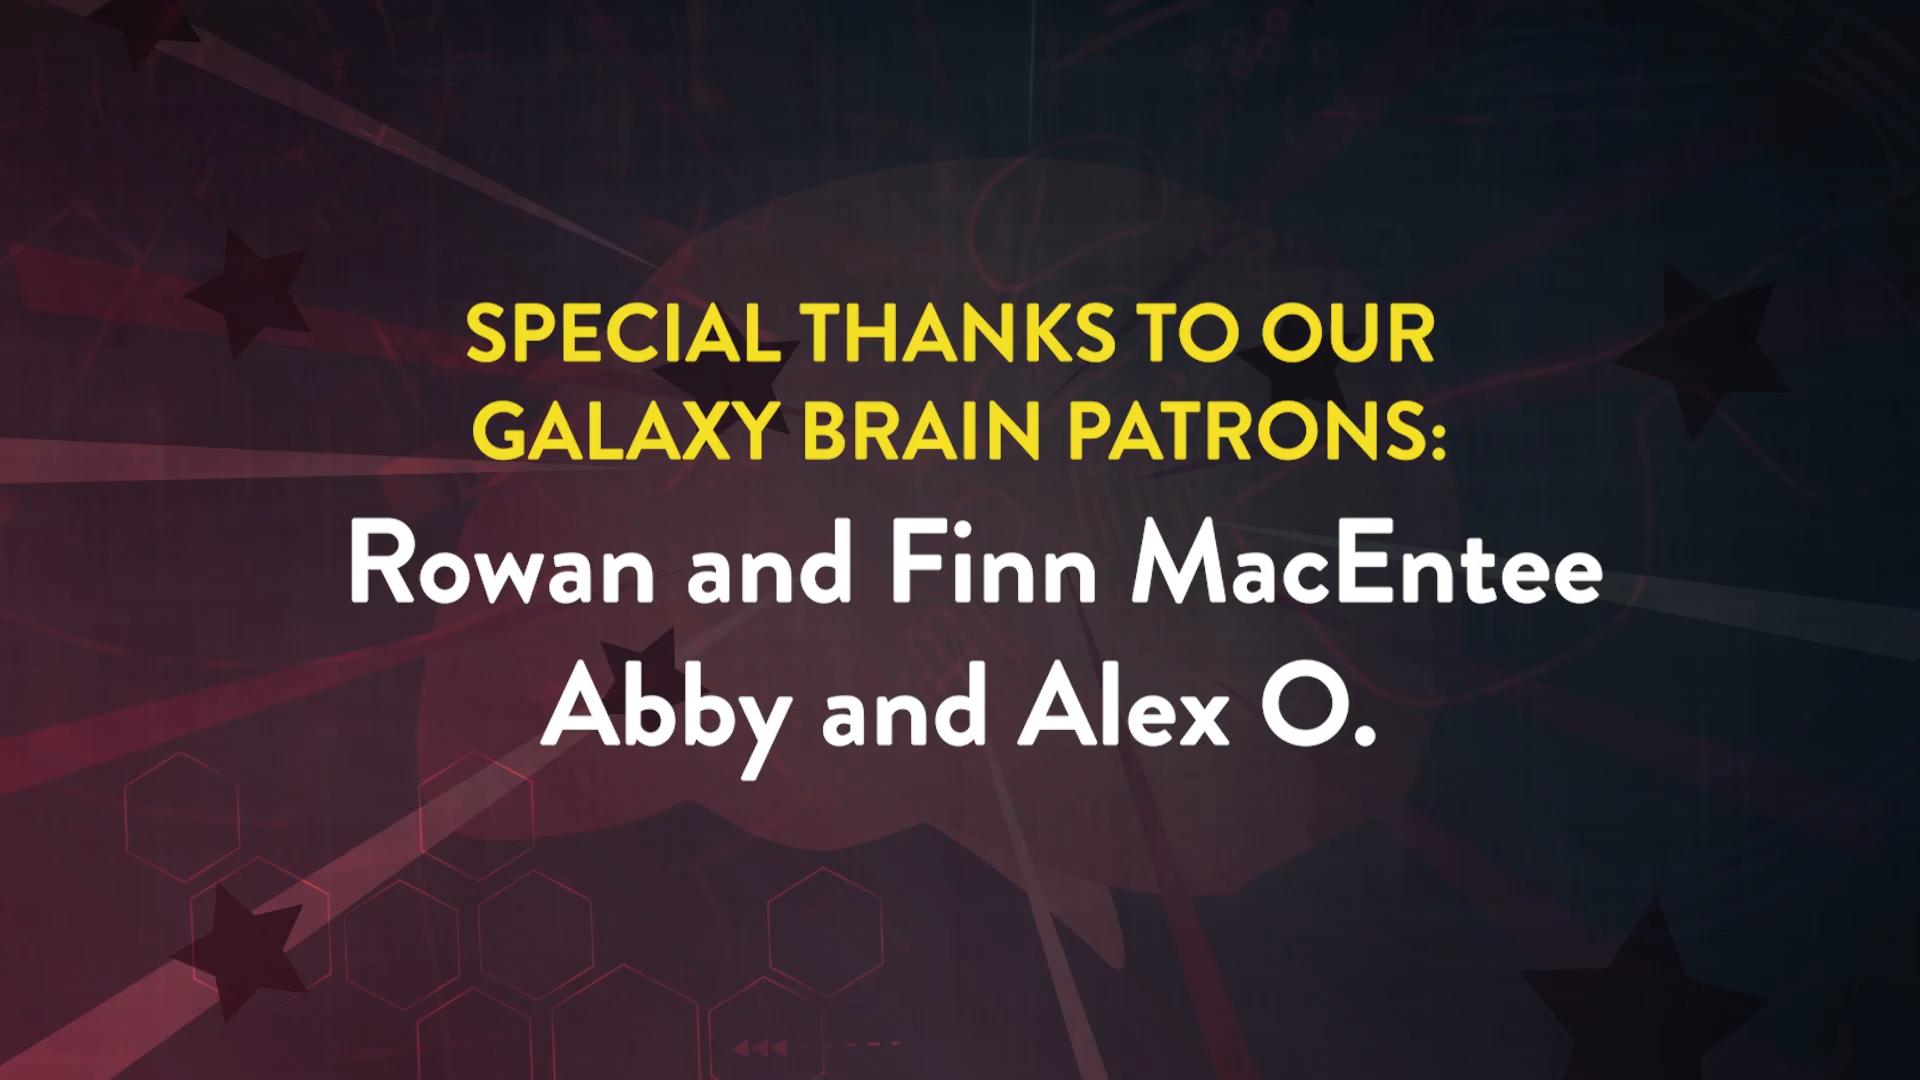 SPECIAL THANKS TO OUR
GALAXY BRAIN PATRONS:
Rowan and Finn MacEntee
Abby and Alex O.